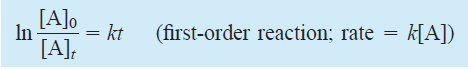 ln [A]₀ / [A]ₜ = kt (first-order reaction; rate = k[A])